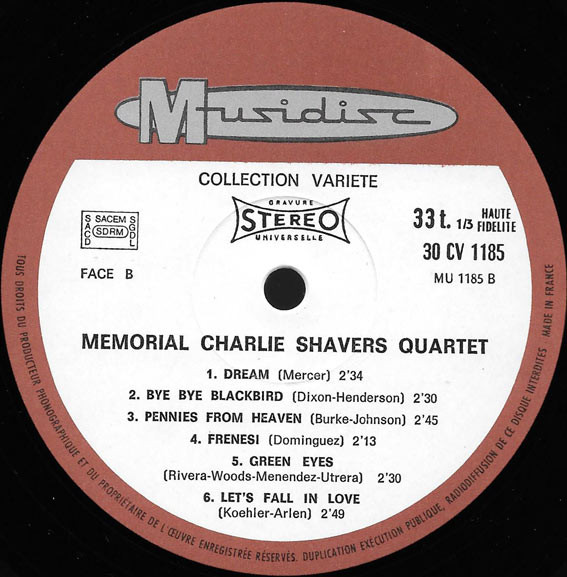 Musidisc
COLLECTION VARIETE
GRAVURE
STEREO
UNIVERSELLE
SACD
SACEM
SDRM
SGDL
33 t. 1/3 HAUTE FIDELITE
30 CV 1185
FACE B
MU 1185 B
MEMORIAL CHARLIE SHAVERS QUARTET
1. DREAM (Mercer) 2'34
2. BYE BYE BLACKBIRD (Dixon-Henderson) 2'30
3. PENNIES FROM HEAVEN (Burke-Johnson) 2'45
4. FRENESI (Dominguez) 2'13
5. GREEN EYES
(Rivera-Woods-Menendez-Utrera) 2'30
6. LET'S FALL IN LOVE
(Koehler-Arlen) 2'49
TOUS DROITS DU PRODUCTEUR PHONOGRAPHIQUE ET DU PROPRIÉTAIRE DE L'ŒUVRE ENREGISTRÉE RÉSERVÉS. DUPLICATION EXÉCUTION PUBLIQUE, RADIODIFFUSION DE CE DISQUE INTERDITES - MADE IN FRANCE